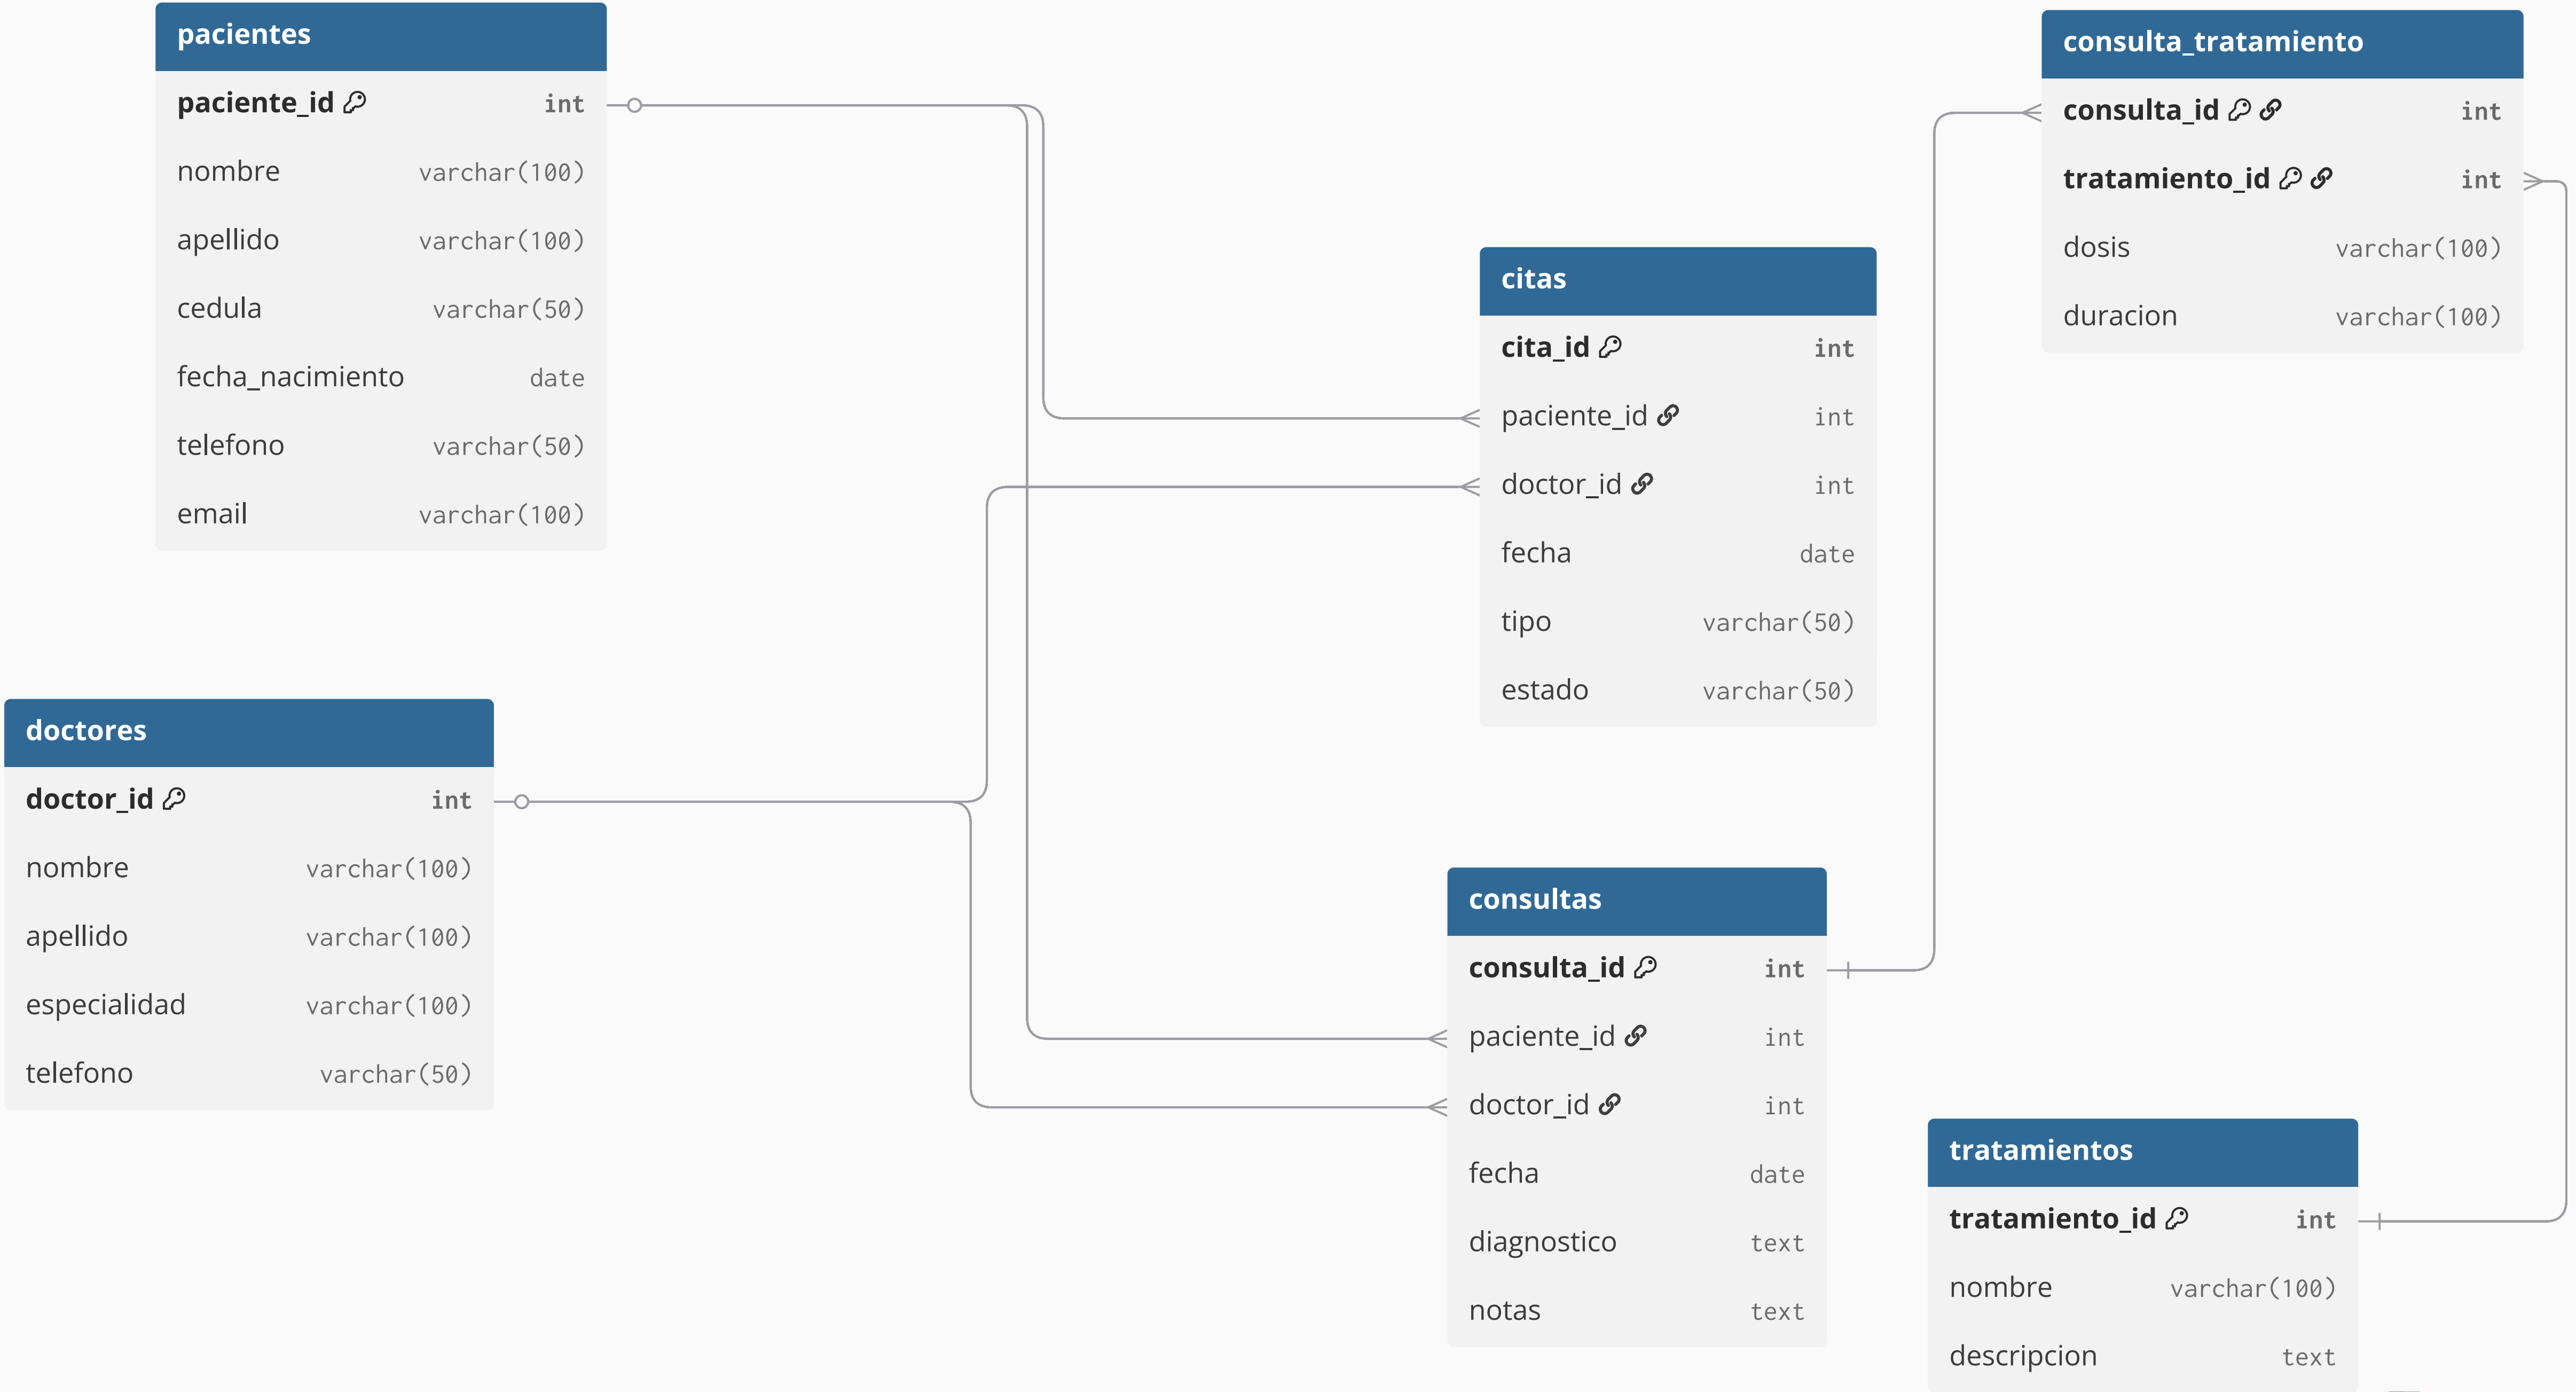 pacientes
paciente_id int
nombre varchar(100)
apellido varchar(100)
cedula varchar(50)
fecha_nacimiento date
telefono varchar(50)
email varchar(100)
doctores
doctor_id int
nombre varchar(100)
apellido varchar(100)
especialidad varchar(100)
telefono varchar(50)
citas
cita_id int
paciente_id int
doctor_id int
fecha date
tipo varchar(50)
estado varchar(50)
consultas
consulta_id int
paciente_id int
doctor_id int
fecha date
diagnostico text
notas text
consulta_tratamiento
consulta_id int
tratamiento_id int
dosis varchar(100)
duracion varchar(100)
tratamientos
tratamiento_id int
nombre varchar(100)
descripcion text